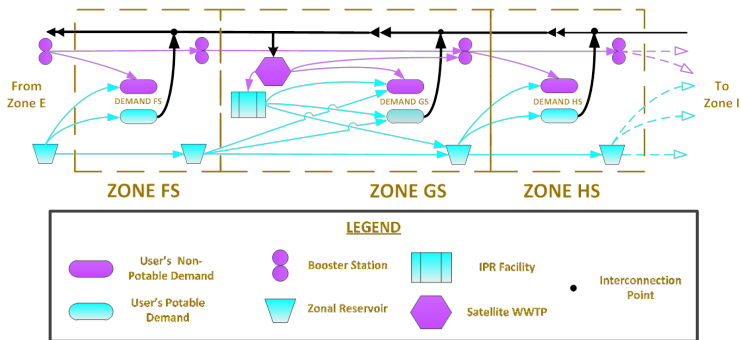 From
Zone E
DEMAND FS
DEMAND GS
DEMAND HS
To
Zone I
ZONE FS
ZONE GS
ZONE HS
LEGEND
User's Non-
Potable Demand
Booster Station
IPR Facility
Interconnection
Point
User's Potable
Demand
Zonal Reservoir
Satellite WWTP